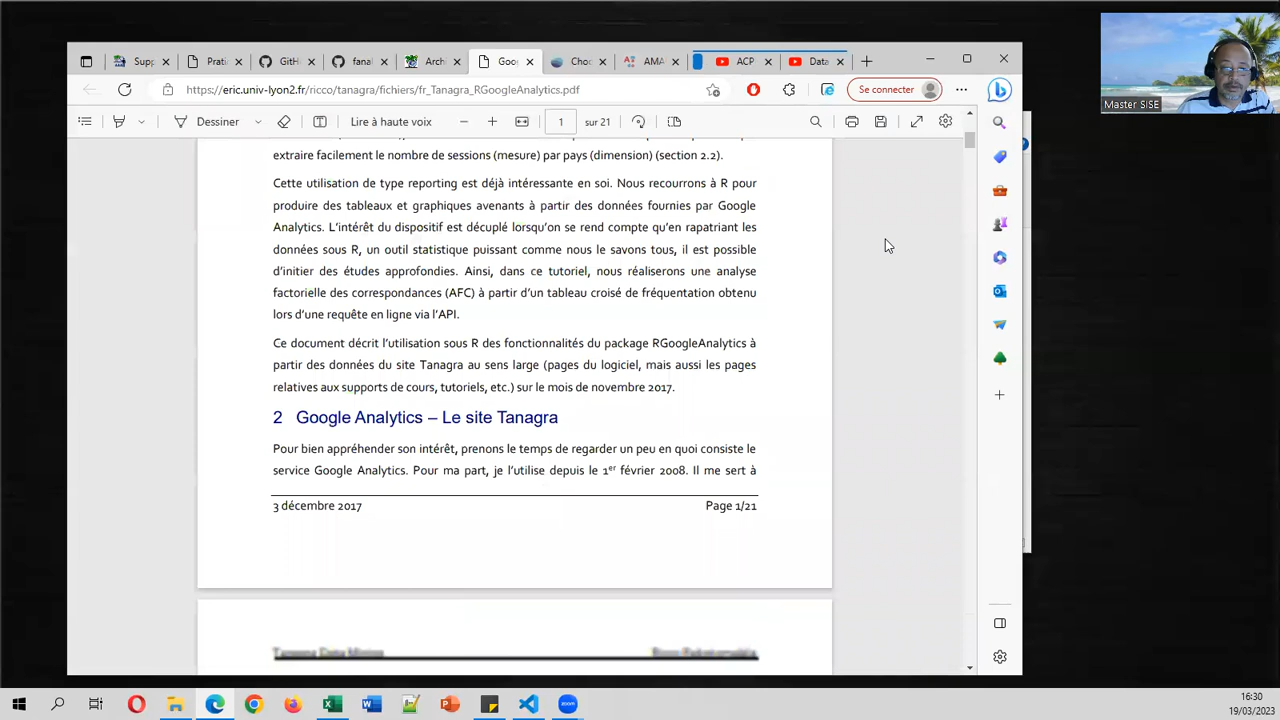 Supp
Prati
GitH
fanal
Arch
Goo
Choc
AMA
ACP
Data
https://eric.univ-lyon2.fr/ricco/tanagra/fichiers/fr_Tanagra_RGoogleAnalytics.pdf
Se connecter
Master SISE
Dessiner
Lire à haute voix
1
sur 21
extraire facilement le nombre de sessions (mesure) par pays (dimension) (section 2.2).
Cette utilisation de type reporting est déjà intéressante en soi. Nous recourrons à R pour
produire des tableaux et graphiques avenants à partir des données fournies par Google
Analytics. L'intérêt du dispositif est décuplé lorsqu'on se rend compte qu'en rapatriant les
données sous R, un outil statistique puissant comme nous le savons tous, il est possible
d'initier des études approfondies. Ainsi, dans ce tutoriel, nous réaliserons une analyse
factorielle des correspondances (AFC) à partir d'un tableau croisé de fréquentation obtenu
lors d'une requête en ligne via l'API.
Ce document décrit l'utilisation sous R des fonctionnalités du package RGoogleAnalytics à
partir des données du site Tanagra au sens large (pages du logiciel, mais aussi les pages
relatives aux supports de cours, tutoriels, etc.) sur le mois de novembre 2017.
2 Google Analytics – Le site Tanagra
Pour bien appréhender son intérêt, prenons le temps de regarder un peu en quoi consiste le
service Google Analytics. Pour ma part, je l'utilise depuis le 1er février 2008. Il me sert à
3 décembre 2017
Page 1/21
16:30
19/03/2023